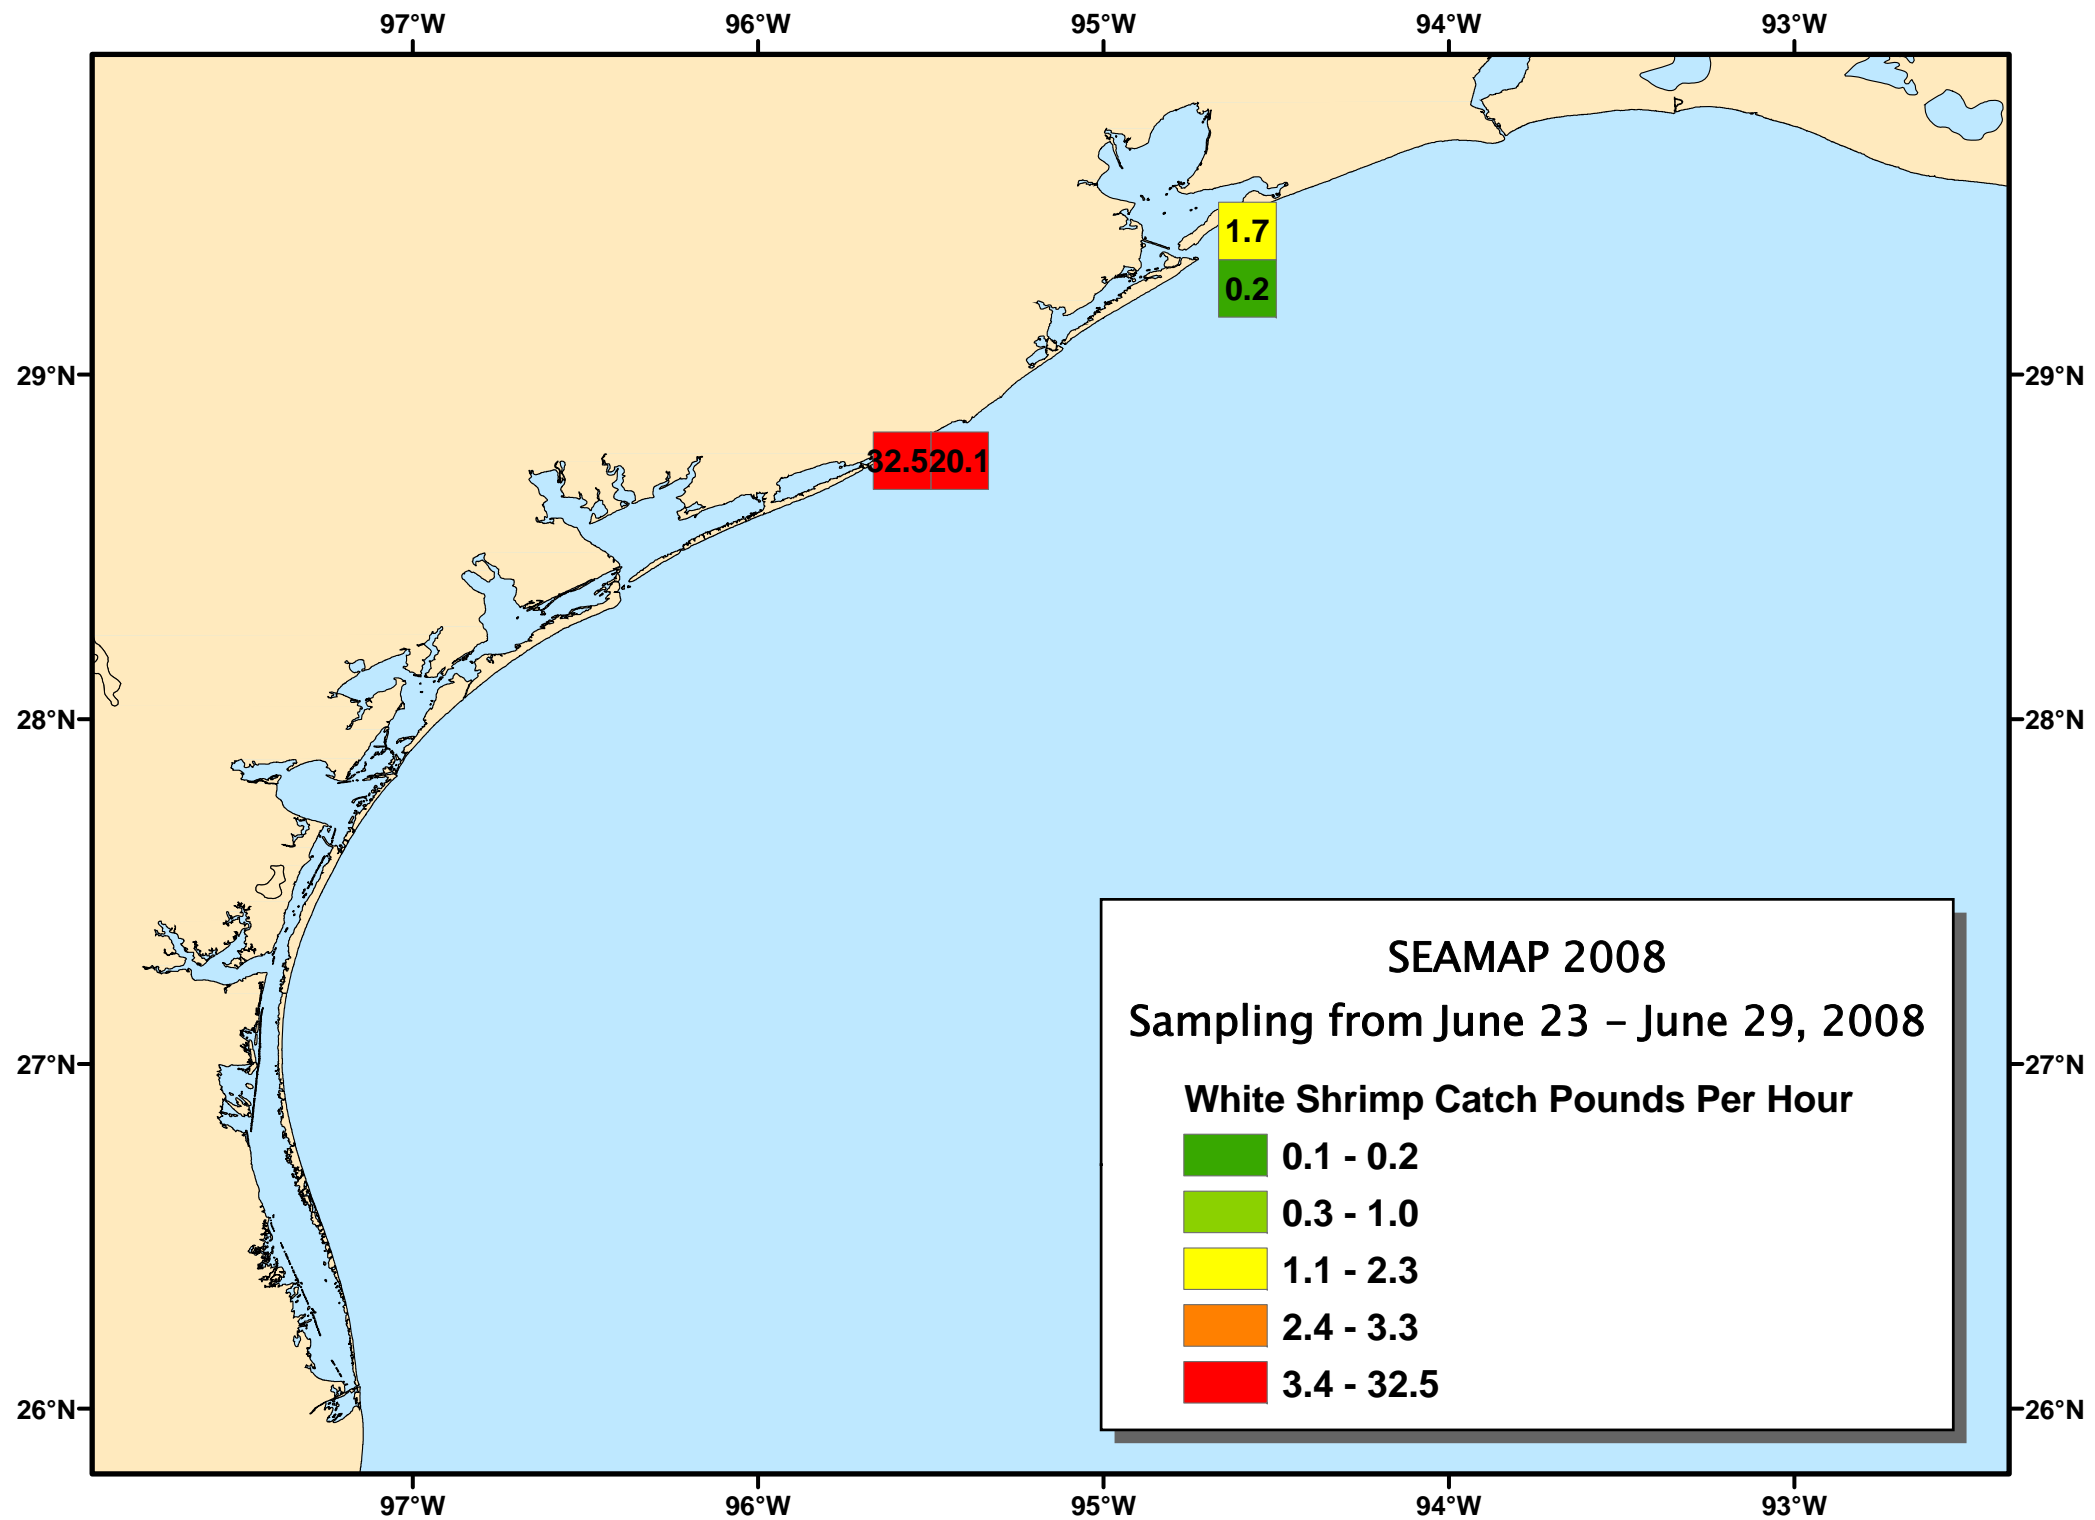 97°W 96°W 95°W 94°W 93°W
1.7
0.2
29°N 29°N
32.5 20.1
28°N 28°N
SEAMAP 2008
Sampling from June 23 – June 29, 2008
27°N 27°N
White Shrimp Catch Pounds Per Hour
0.1 - 0.2
0.3 - 1.0
1.1 - 2.3
2.4 - 3.3
3.4 - 32.5
26°N 26°N
97°W 96°W 95°W 94°W 93°W